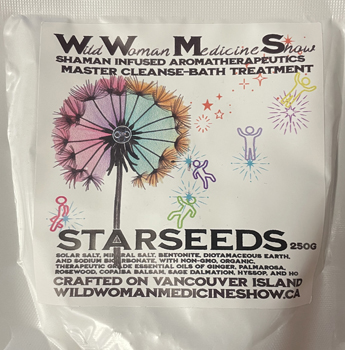 Wild Woman Medicine Show
SHAMAN INFUSED AROMATHERAPEUTICS
MASTER CLEANSE-BATH TREATMENT
STARSEEDS 250G
SOLAR SALT, MINERAL SALT, BENTONITE, DIOTAMACEOUS EARTH,
AND SODIUM BICARBONATE, WITH NON-GMO, ORGANIC,
THERAPEUTIC GRADE ESSENTIAL OILS OF GINGER, PALMAROSA,
ROSEWOOD, COPAIBA BALSAM, SAGE DALMATION, HYSSOP, AND HO
CRAFTED ON VANCOUVER ISLAND
WILDWOMANMEDICINESHOW.CA